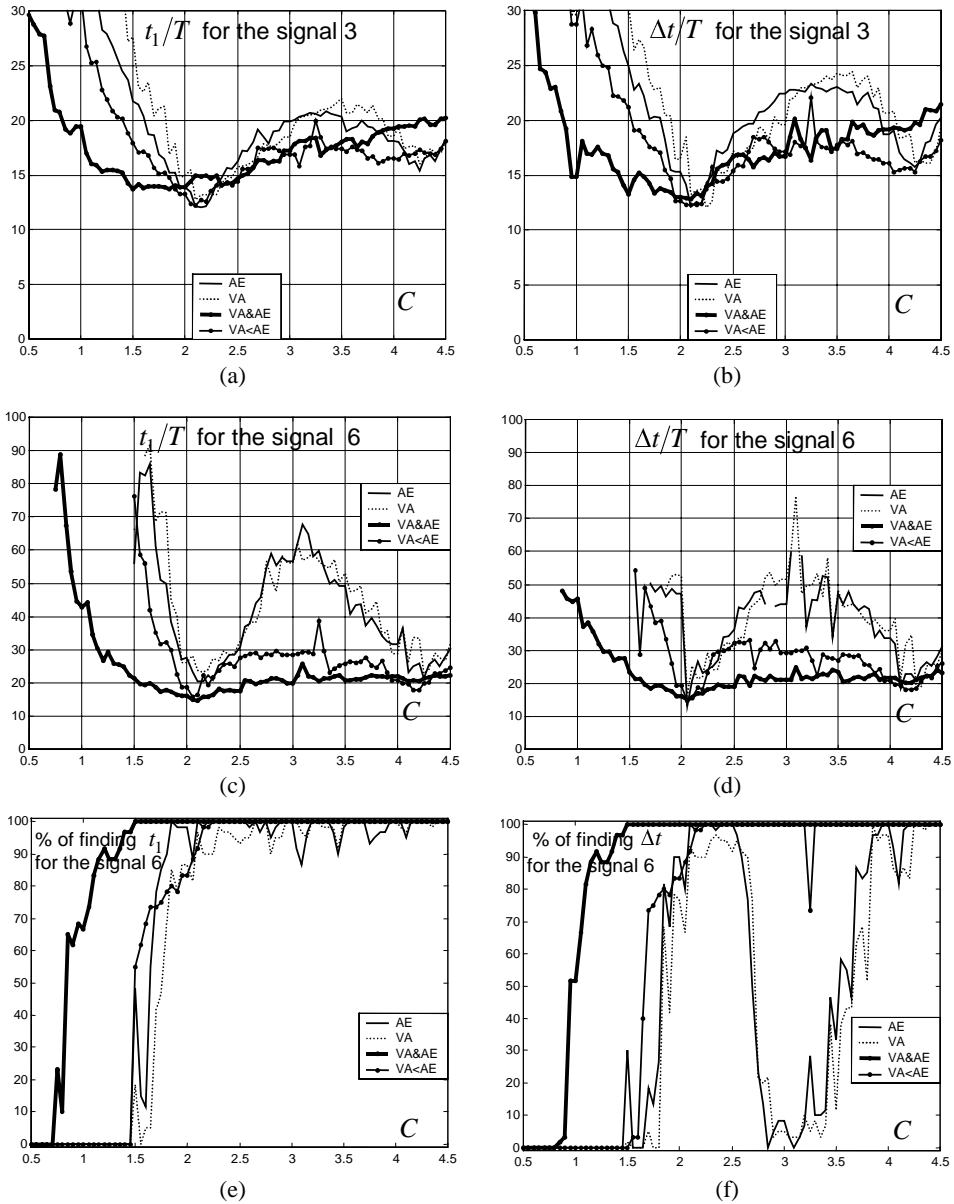 t₁/T for the signal 3
30
25
20
15
10
5
0
0.5 1 1.5 2 2.5 3 3.5 4 4.5
AE
VA
VA&AE
VA<AE
C
(a)
Δt/T for the signal 3
30
25
20
15
10
5
0
0.5 1 1.5 2 2.5 3 3.5 4 4.5
AE
VA
VA&AE
VA<AE
C
(b)
t₁/T for the signal 6
100
90
80
70
60
50
40
30
20
10
0
0.5 1 1.5 2 2.5 3 3.5 4 4.5
AE
VA
VA&AE
VA<AE
C
(c)
Δt/T for the signal 6
100
90
80
70
60
50
40
30
20
10
0
0.5 1 1.5 2 2.5 3 3.5 4 4.5
AE
VA
VA&AE
VA<AE
C
(d)
% of finding t₁
for the signal 6
100
90
80
70
60
50
40
30
20
10
0
0.5 1 1.5 2 2.5 3 3.5 4 4.5
AE
VA
VA&AE
VA<AE
C
(e)
% of finding Δt
for the signal 6
100
90
80
70
60
50
40
30
20
10
0
0.5 1 1.5 2 2.5 3 3.5 4 4.5
AE
VA
VA&AE
VA<AE
C
(f)